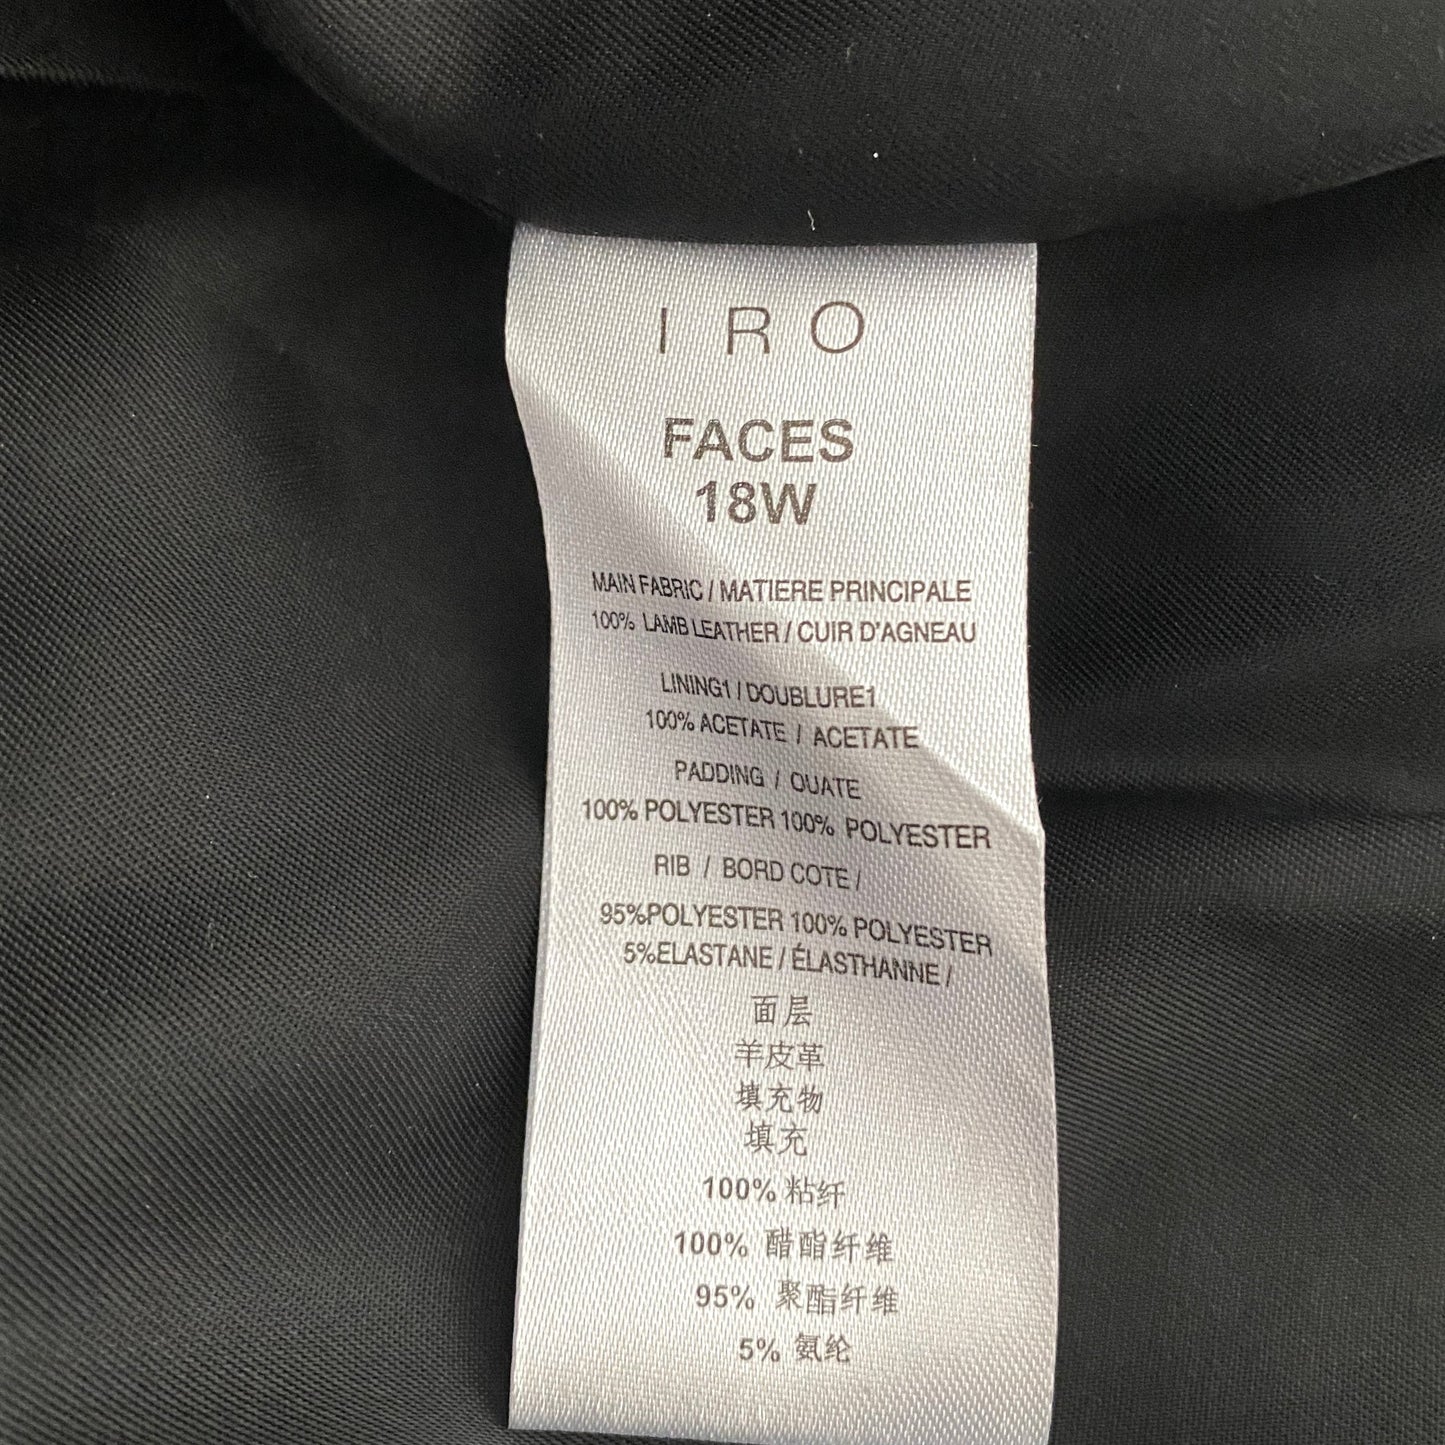 IRO
FACES
18W
MAIN FABRIC / MATIERE PRINCIPALE
100% LAMB LEATHER / CUIR D'AGNEAU
LINING1 / DOUBLURE1
100% ACETATE / ACETATE
PADDING / OUATE
100% POLYESTER 100% POLYESTER
RIB / BORD COTE /
95%POLYESTER 100% POLYESTER
5%ELASTANE / ÉLASTHANNE /
面层
羊皮革
填充物
填充
100% 粘纤
100% 醋酯纤维
95% 聚酯纤维
5% 氨纶